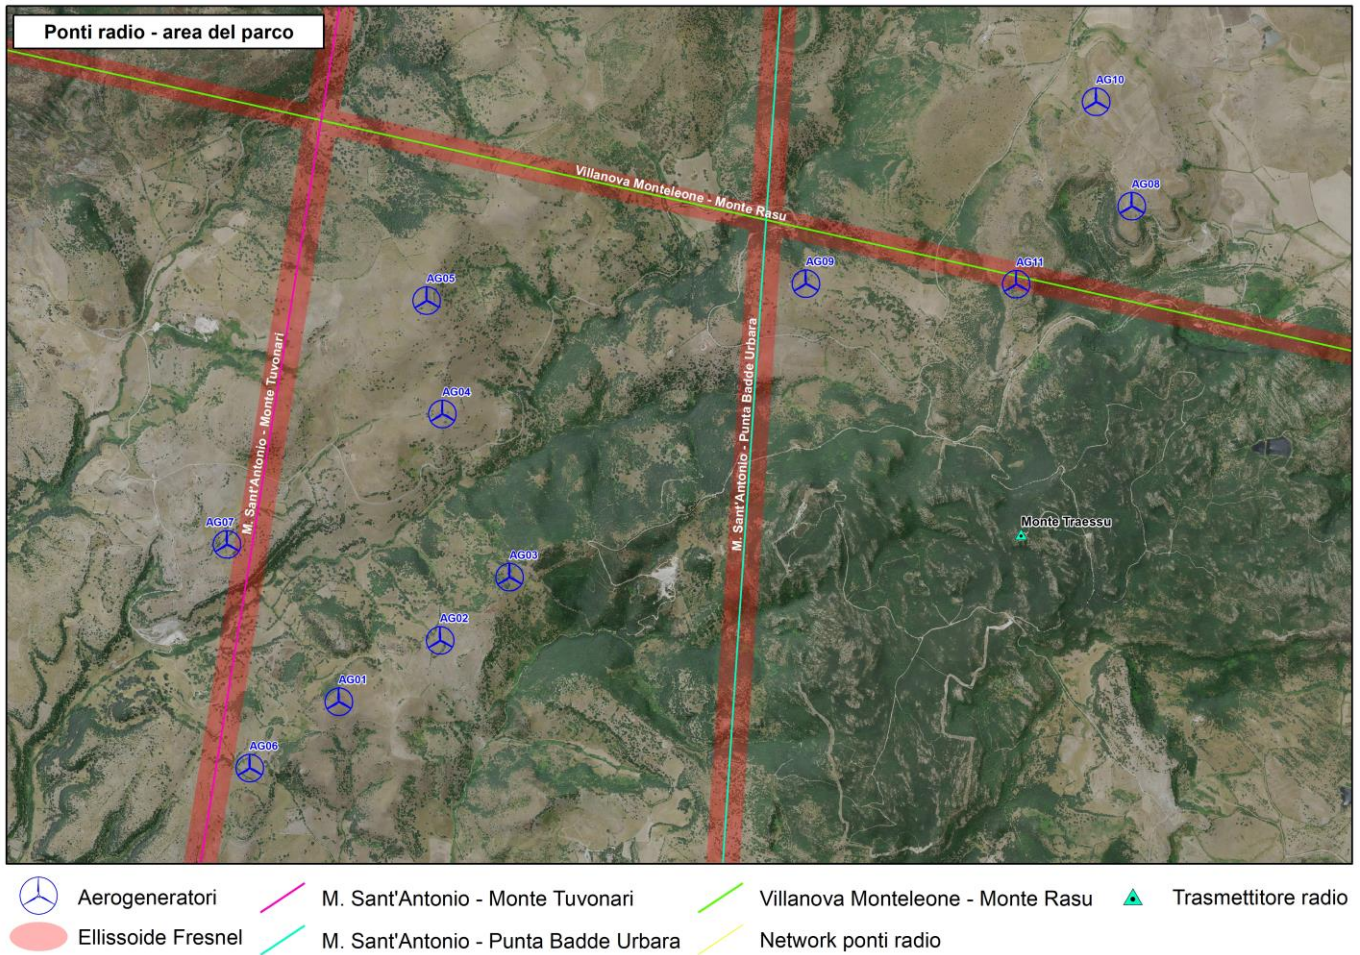 Ponti radio - area del parco
AG10
AG08
Villanova Monteleone - Monte Rasu
AG09
AG11
AG05
M. Sant'Antonio - Monte Tuvonari
M. Sant'Antonio - Punta Badde Urbara
AG04
AG07
Monte Traessu
AG03
AG02
AG01
AG06
Aerogeneratori
M. Sant'Antonio - Monte Tuvonari
Villanova Monteleone - Monte Rasu
Trasmettitore radio
Ellissoide Fresnel
M. Sant'Antonio - Punta Badde Urbara
Network ponti radio